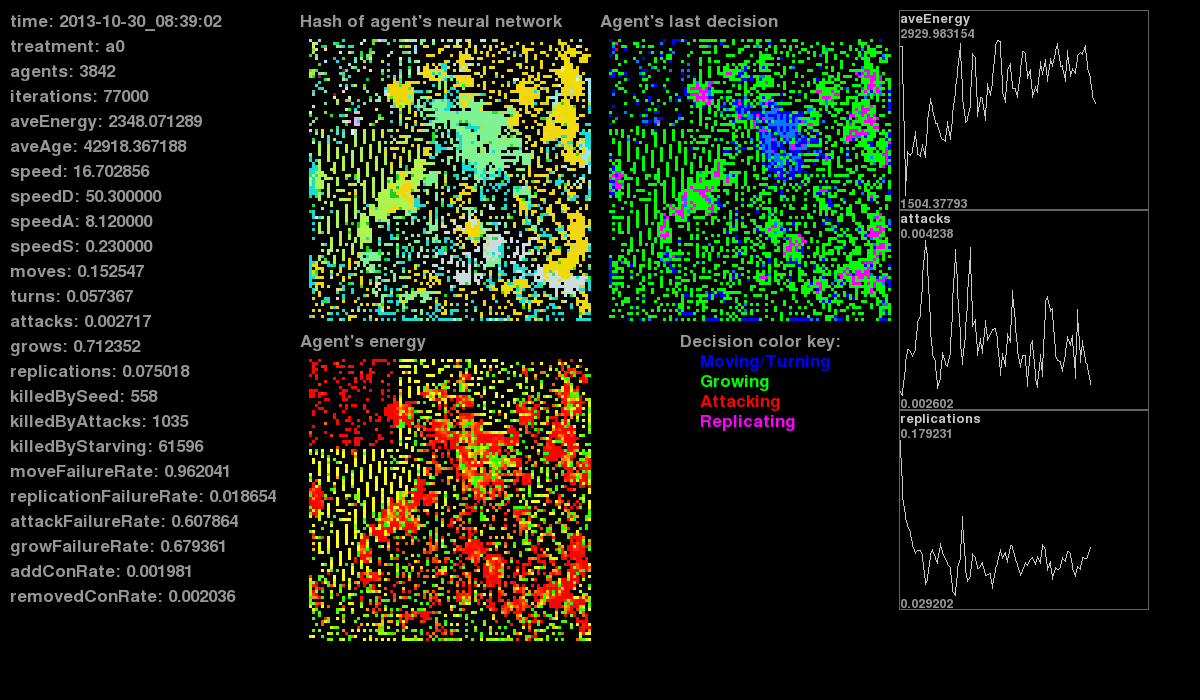 time: 2013-10-30_08:39:02
treatment: a0
agents: 3842
iterations: 77000
aveEnergy: 2348.071289
aveAge: 42918.367188
speed: 16.702856
speedD: 50.300000
speedA: 8.120000
speedS: 0.230000
moves: 0.152547
turns: 0.057367
attacks: 0.002717
grows: 0.712352
replications: 0.075018
killedBySeed: 558
killedByAttacks: 1035
killedByStarving: 61596
moveFailureRate: 0.962041
replicationFailureRate: 0.018654
attackFailureRate: 0.607864
growFailureRate: 0.679361
addConRate: 0.001981
removedConRate: 0.002036
Hash of agent's neural network
Agent's last decision
Agent's energy
Decision color key:
Moving/Turning
Growing
Attacking
Replicating
aveEnergy
2929.983154
1504.37793
attacks
0.004238
0.002602
replications
0.179231
0.029202